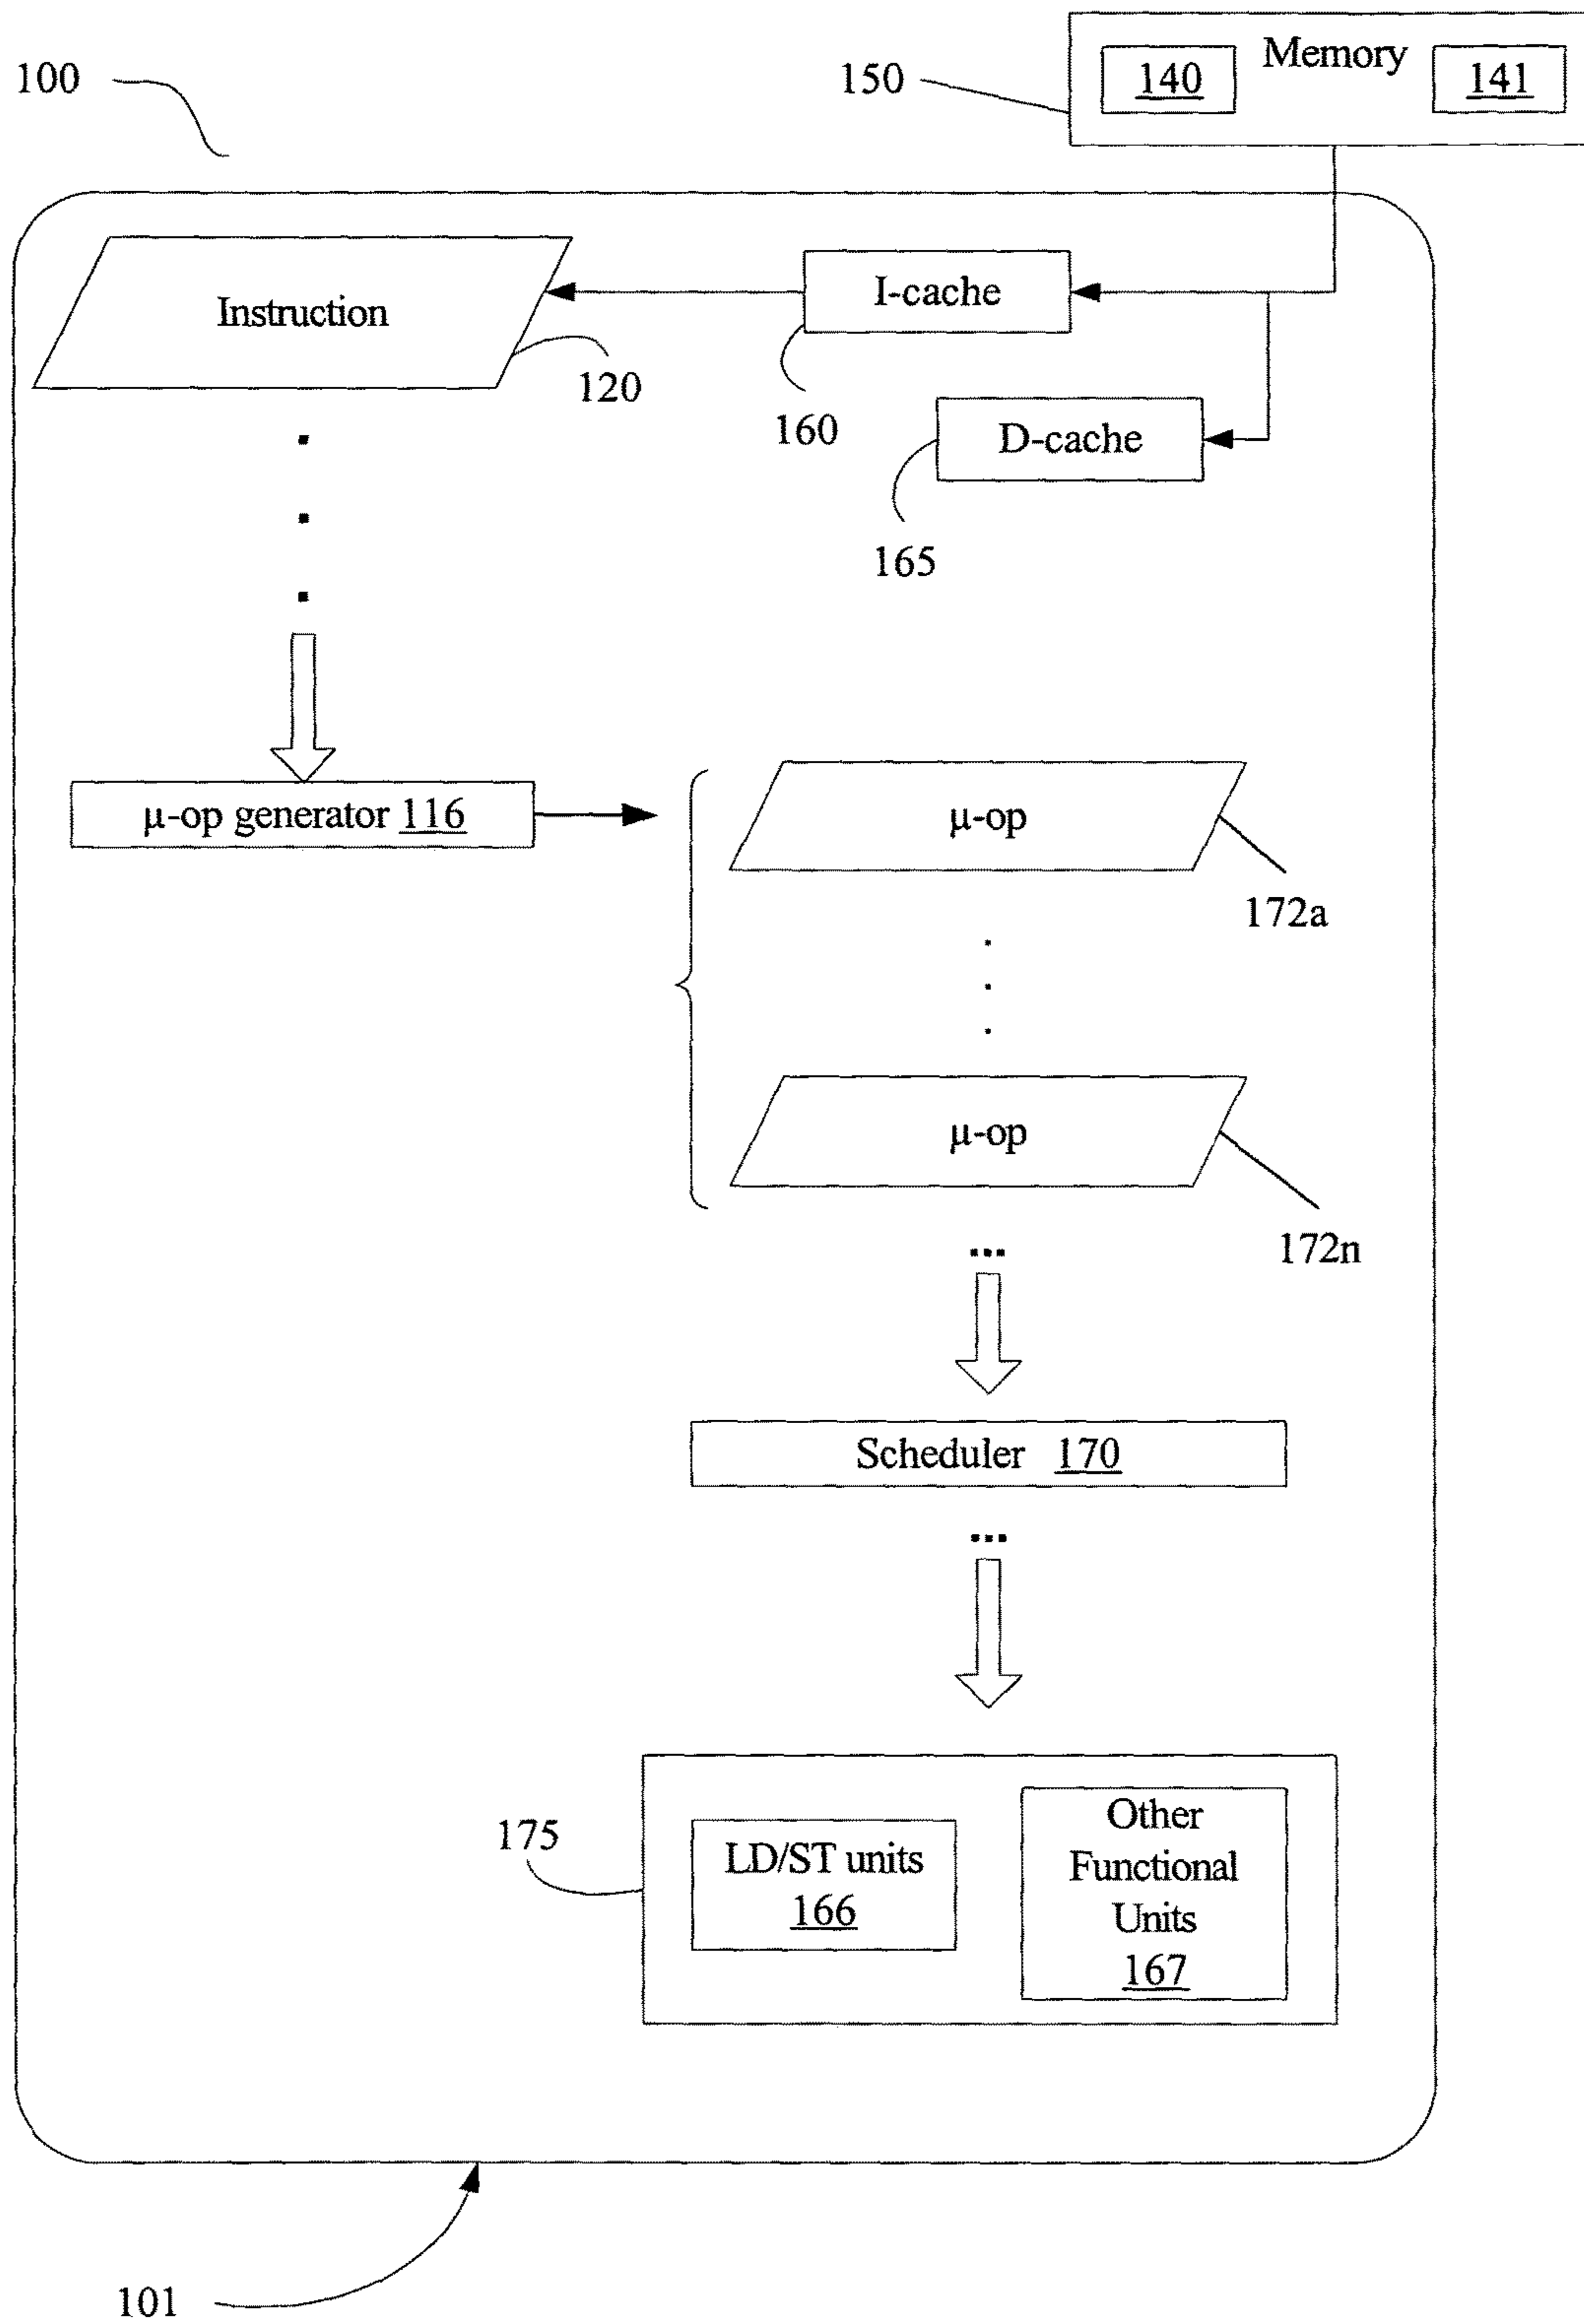 100
150
140
Memory
141
Instruction
I-cache
120
160
D-cache
165
μ-op generator 116
μ-op
172a
μ-op
172n
Scheduler 170
175
LD/ST units
166
Other
Functional
Units
167
101